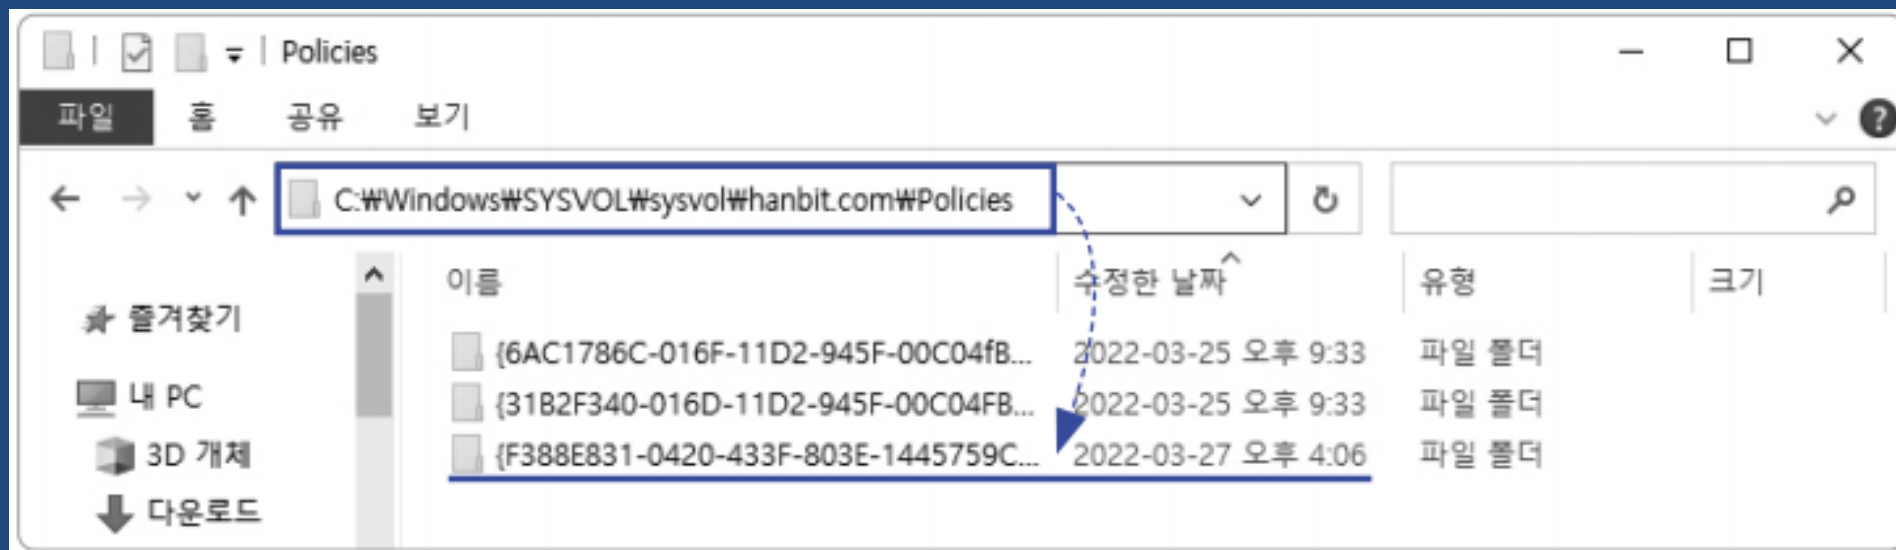 Policies
파일 홈 공유 보기
C:₩Windows₩SYSVOL₩sysvol₩hanbit.com₩Policies
이름 수정한 날짜 유형 크기
즐겨찾기
{6AC1786C-016F-11D2-945F-00C04fB... 2022-03-25 오후 9:33 파일 폴더
내 PC
{31B2F340-016D-11D2-945F-00C04FB... 2022-03-25 오후 9:33 파일 폴더
3D 개체
{F388E831-0420-433F-803E-1445759C... 2022-03-27 오후 4:06 파일 폴더
다운로드